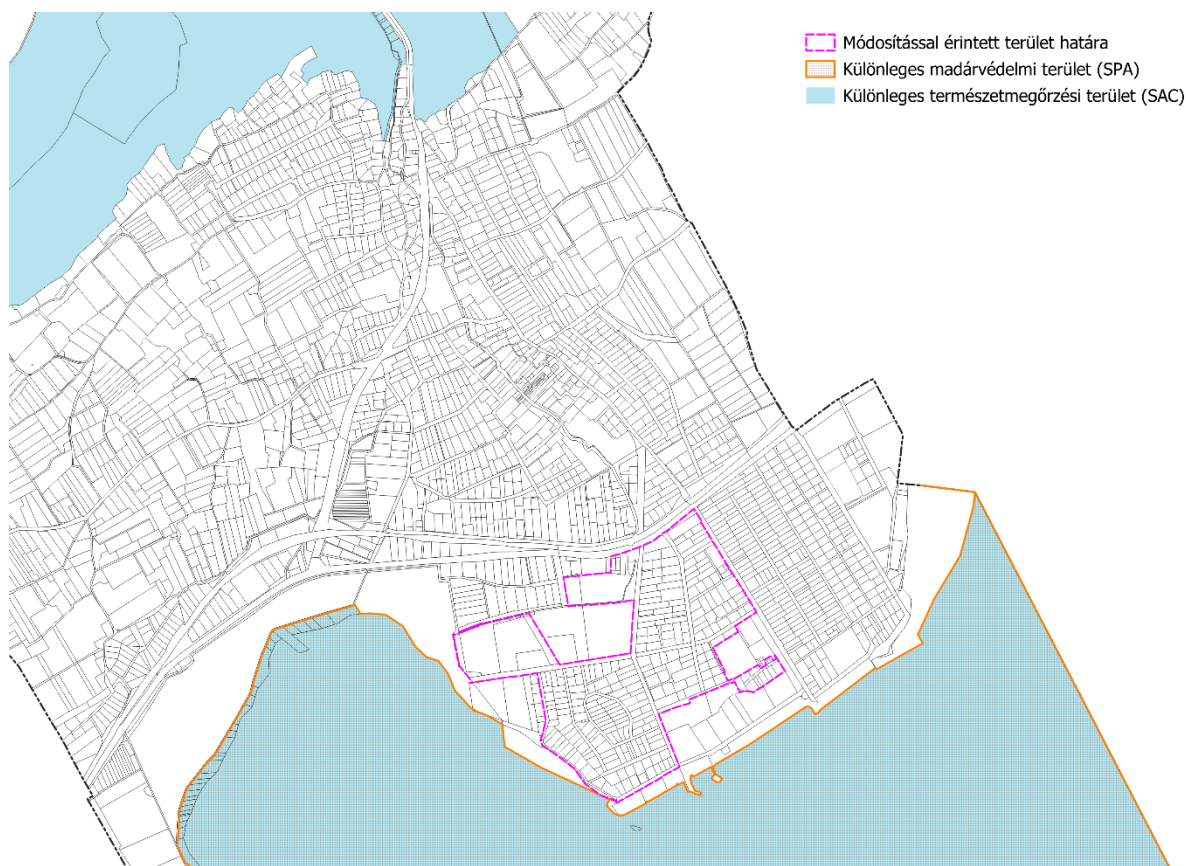 Módosítással érintett terület határa
Különleges madárvédelmi terület (SPA)
Különleges természetmegőrzési terület (SAC)